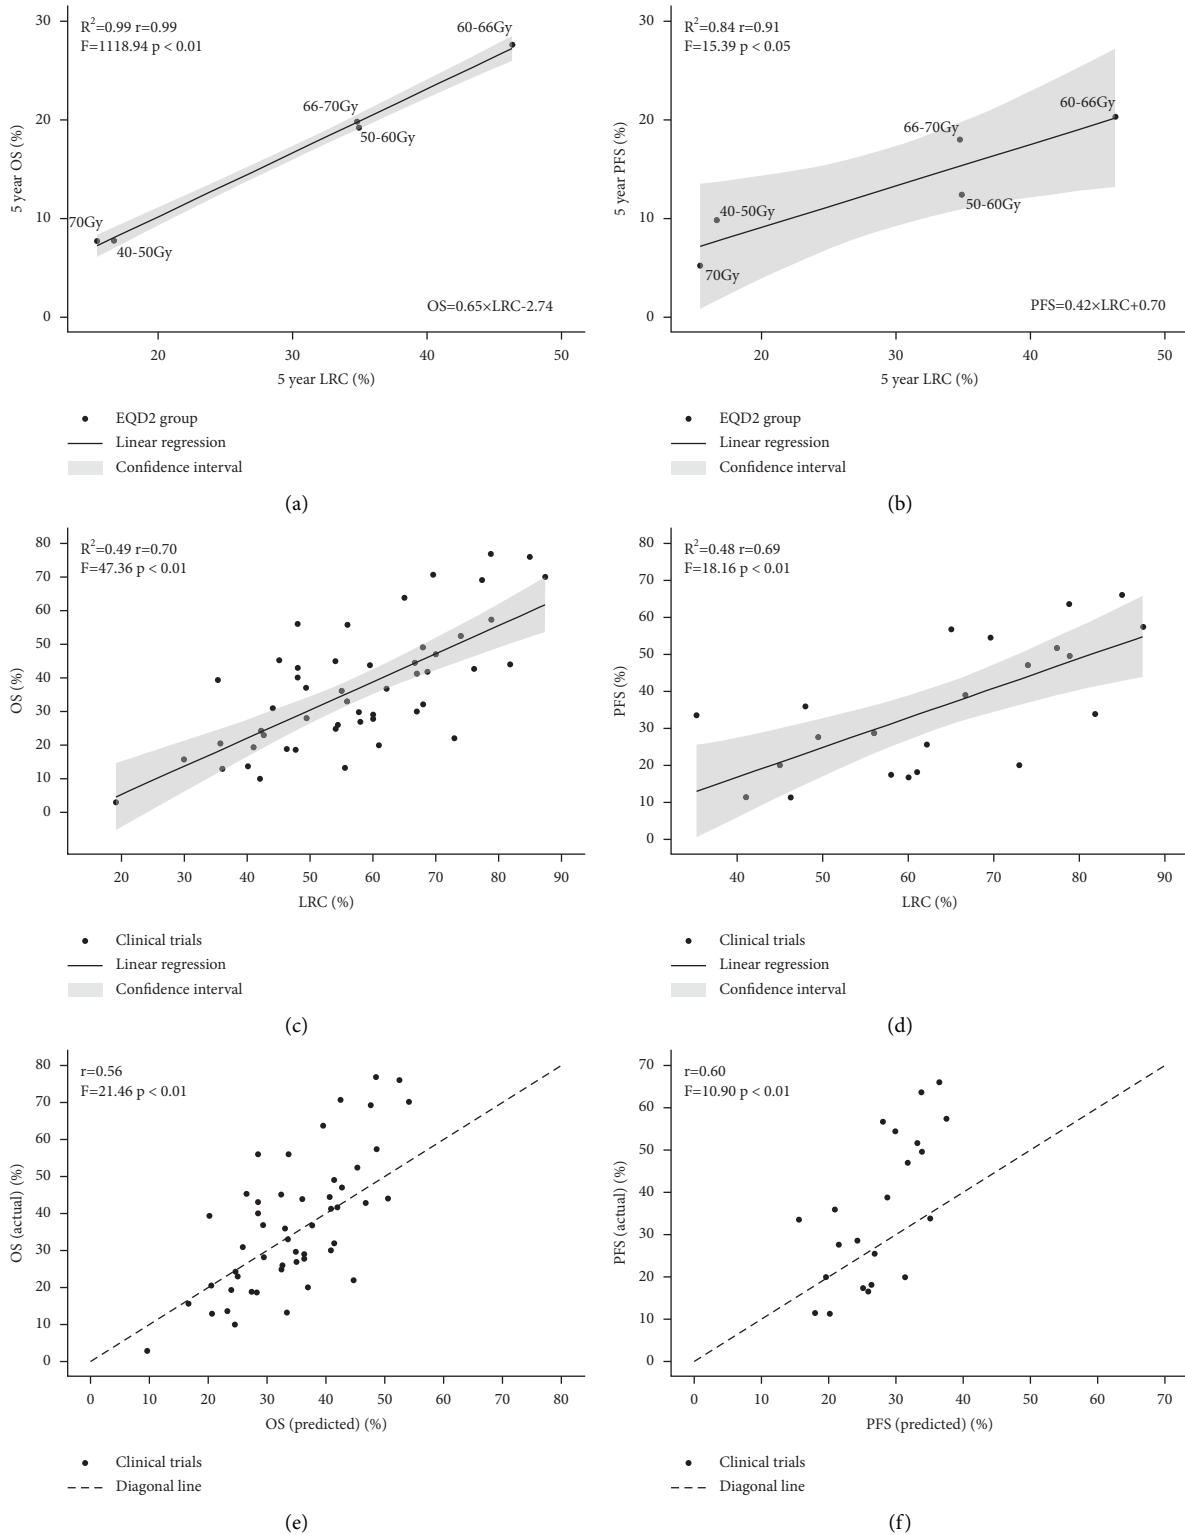 R²=0.99 r=0.99
F=1118.94 p < 0.01
5 year OS (%)
30
20
10
0
60-66Gy
66-70Gy
50-60Gy
70Gy
40-50Gy
OS=0.65×LRC-2.74
20 30 40 50
5 year LRC (%)
EQD2 group
Linear regression
Confidence interval
(a)
R²=0.84 r=0.91
F=15.39 p < 0.05
5 year PFS (%)
30
20
10
0
60-66Gy
66-70Gy
50-60Gy
40-50Gy
70Gy
PFS=0.42×LRC+0.70
20 30 40 50
5 year LRC (%)
EQD2 group
Linear regression
Confidence interval
(b)
R²=0.49 r=0.70
F=47.36 p < 0.01
OS (%)
80
70
60
50
40
30
20
10
0
20 30 40 50 60 70 80 90
LRC (%)
Clinical trials
Linear regression
Confidence interval
(c)
R²=0.48 r=0.69
F=18.16 p < 0.01
PFS (%)
80
70
60
50
40
30
20
10
0
40 50 60 70 80 90
LRC (%)
Clinical trials
Linear regression
Confidence interval
(d)
r=0.56
F=21.46 p < 0.01
OS (actual) (%)
80
70
60
50
40
30
20
10
0
0 10 20 30 40 50 60 70 80
OS (predicted) (%)
Clinical trials
Diagonal line
(e)
r=0.60
F=10.90 p < 0.01
PFS (actual) (%)
70
60
50
40
30
20
10
0
0 10 20 30 40 50 60 70
PFS (predicted) (%)
Clinical trials
Diagonal line
(f)